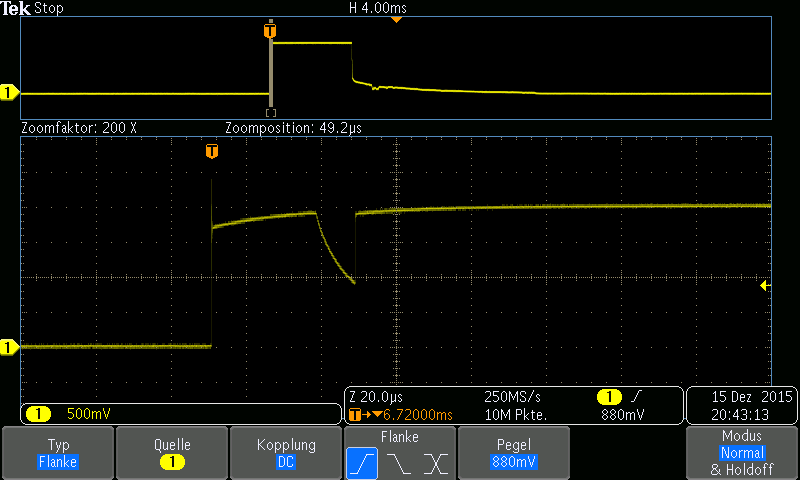 Tek Stop H 4.00ms
T
1
Zoomfaktor: 200 X Zoomposition: 49.2µs
T
1
1 500mV
Z 20.0µs 250MS/s 1
T 6.72000ms 10M Pkte. 880mV
15 Dez 2015
20:43:13
Typ
Flanke
Quelle
1
Kopplung
DC
Flanke
Pegel
880mV
Modus
Normal
& Holdoff